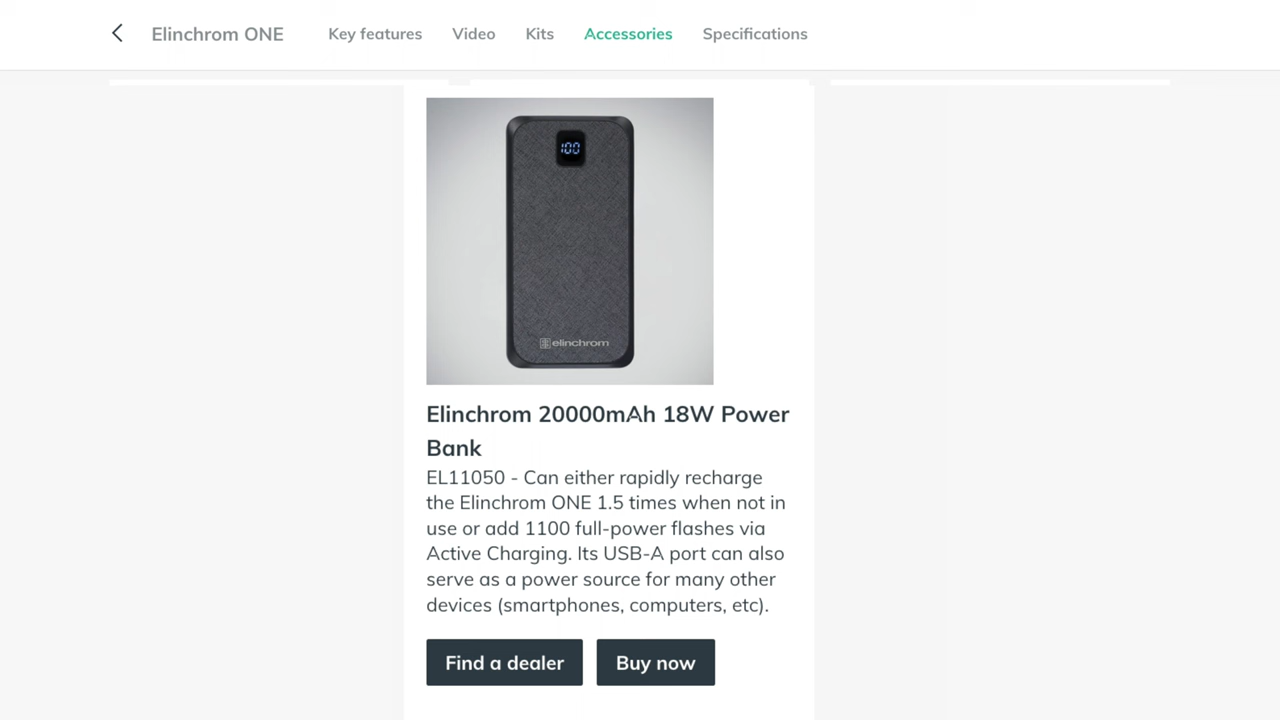 Elinchrom ONE Key features Video Kits Accessories Specifications
100
elinchrom
Elinchrom 20000mAh 18W Power
Bank
EL11050 - Can either rapidly recharge
the Elinchrom ONE 1.5 times when not in
use or add 1100 full-power flashes via
Active Charging. Its USB-A port can also
serve as a power source for many other
devices (smartphones, computers, etc).
Find a dealer Buy now